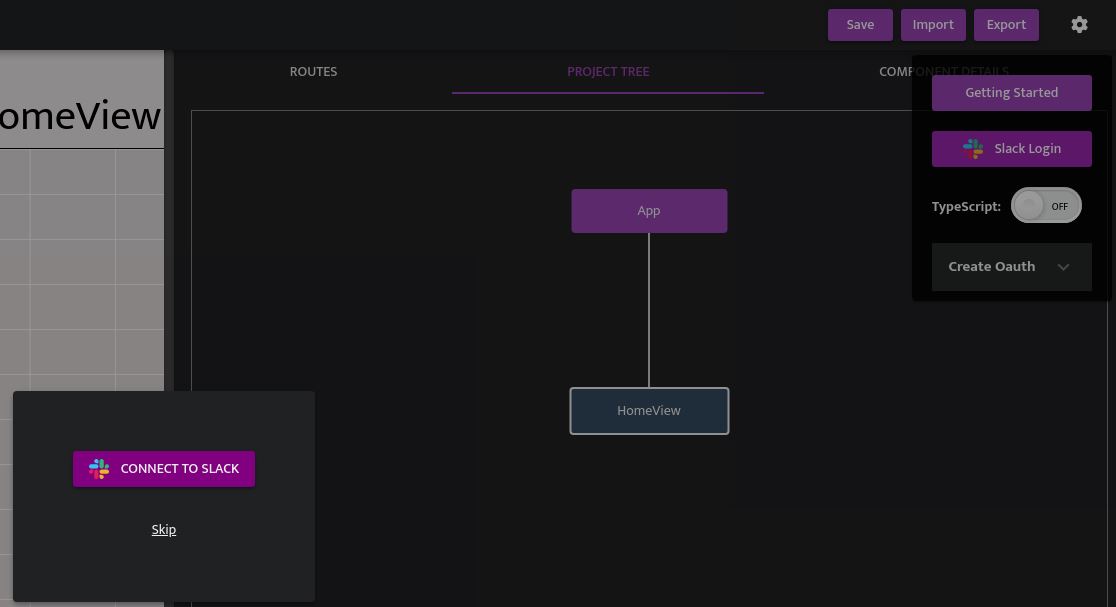 Save Import Export
ROUTES PROJECT TREE COMPONENT DETAILS
Getting Started
omeView
Slack Login
TypeScript: OFF
App
Create Oauth
HomeView
CONNECT TO SLACK
Skip